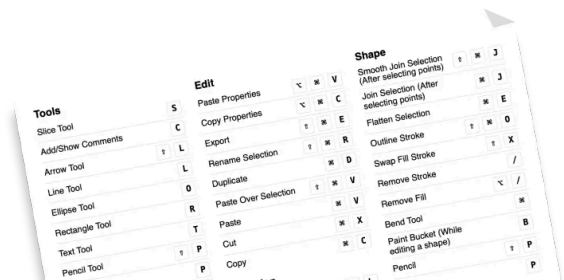 Tools
Slice Tool S
Add/Show Comments C
Arrow Tool ⇧ L
Line Tool L
Ellipse Tool O
Rectangle Tool R
Text Tool T
Pencil Tool ⇧ P
P
Edit
Paste Properties ⌥ ⌘ V
Copy Properties ⌥ ⌘ C
Export ⇧ ⌘ E
Rename Selection ⇧ ⌘ R
Duplicate ⌘ D
Paste Over Selection ⇧ ⌘ V
Paste ⌘ V
Cut ⌘ X
Copy ⌘ C
Shape
Smooth Join Selection ⇧ ⌘ J
(After selecting points)
Join Selection (After ⌘ J
selecting points)
Flatten Selection ⌘ E
Outline Stroke ⇧ ⌘ O
Swap Fill Stroke ⇧ X
Remove Stroke /
Remove Fill ⌥ /
Bend Tool ⌘
Paint Bucket (While B
editing a shape)
Pencil ⇧ P
P